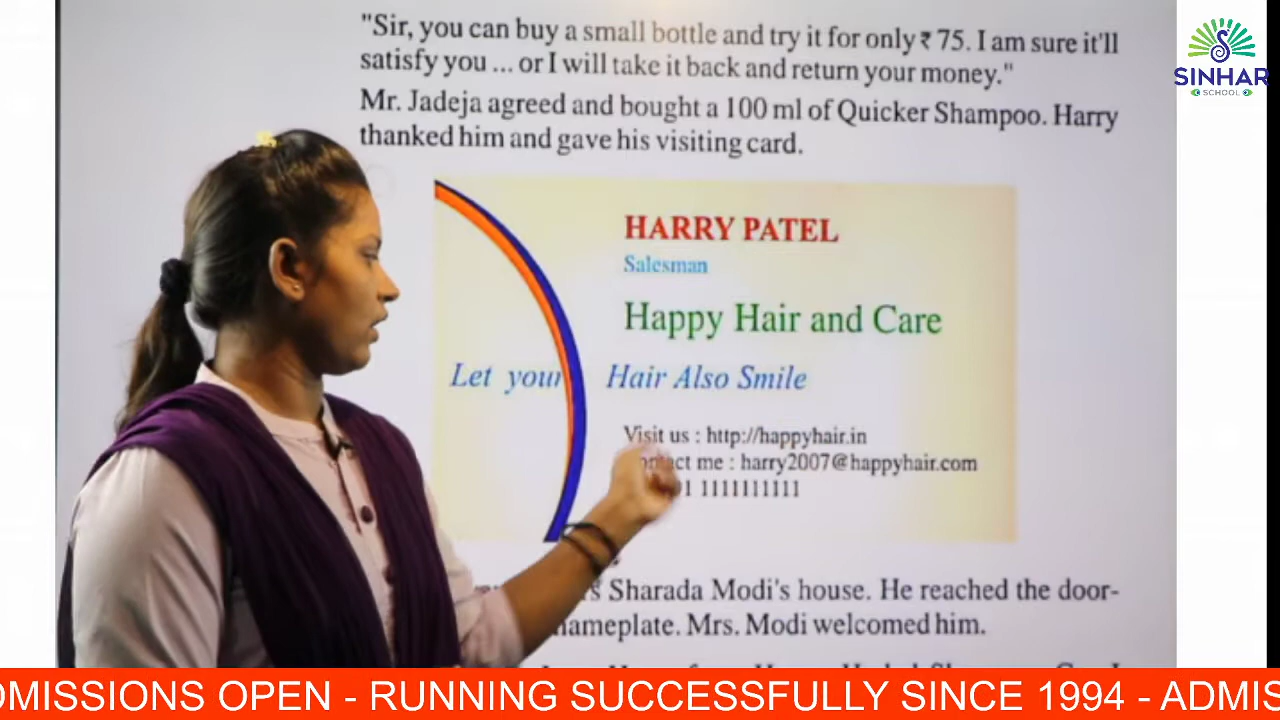 "Sir, you can buy a small bottle and try it for only ₹ 75. I am sure it'll
satisfy you ... or I will take it back and return your money."
Mr. Jadeja agreed and bought a 100 ml of Quicker Shampoo. Harry
thanked him and gave his visiting card.
SINHAR
SCHOOL
HARRY PATEL
Salesman
Happy Hair and Care
Let your Hair Also Smile
Visit us : http://happyhair.in
me : harry2007@happyhair.com
1111111111
Sharada Modi's house. He reached the door-
nameplate. Mrs. Modi welcomed him.
ADMISSIONS OPEN - RUNNING SUCCESSFULLY SINCE 1994 - ADMIS